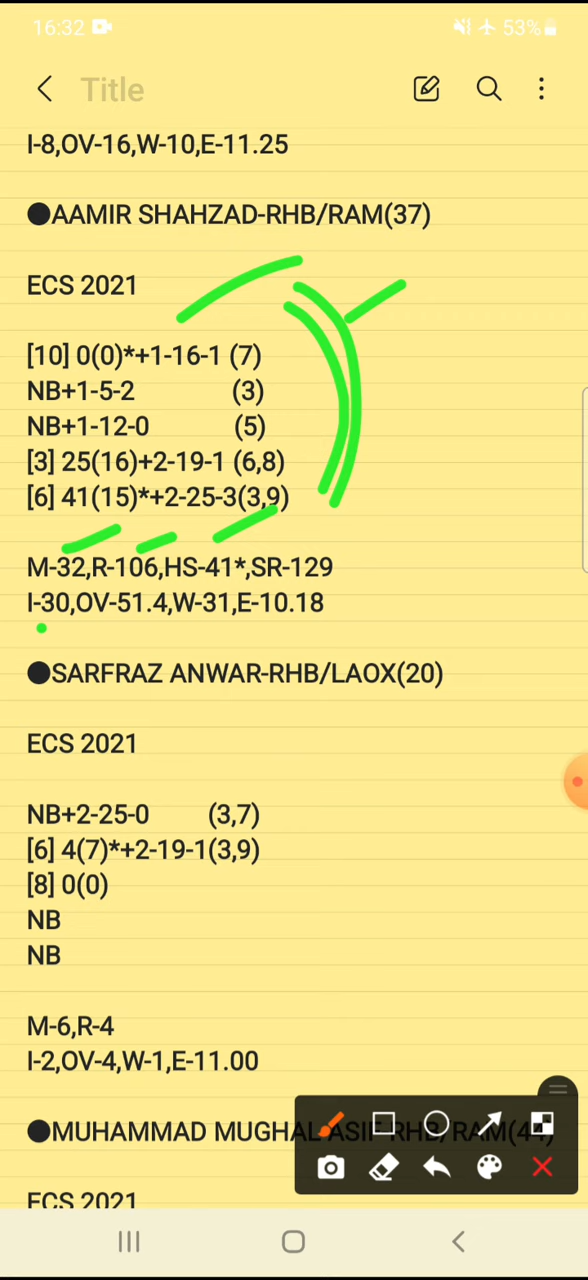 16:32 53%
Title
I-8,OV-16,W-10,E-11.25
●AAMIR SHAHZAD-RHB/RAM(37)
ECS 2021
[10] 0(0)*+1-16-1 (7)
NB+1-5-2 (3)
NB+1-12-0 (5)
[3] 25(16)+2-19-1 (6,8)
[6] 41(15)*+2-25-3(3,9)
M-32,R-106,HS-41*,SR-129
I-30,OV-51.4,W-31,E-10.18
●SARFRAZ ANWAR-RHB/LAOX(20)
ECS 2021
NB+2-25-0 (3,7)
[6] 4(7)*+2-19-1(3,9)
[8] 0(0)
NB
NB
M-6,R-4
I-2,OV-4,W-1,E-11.00
●MUHAMMAD MUGHAL ASIF-RHB/RAM(44)
ECS 2021